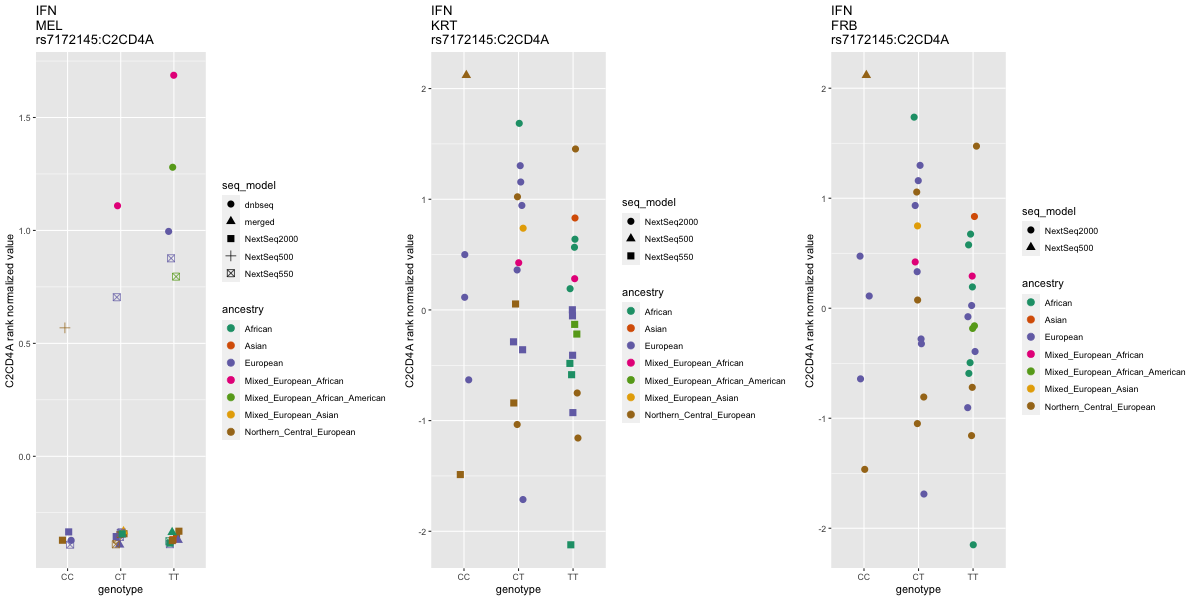 IFN
MEL
rs7172145:C2CD4A
C2CD4A rank normalized value
1.5
1.0
0.5
0.0
CC
CT
TT
genotype
seq_model
dnbseq
merged
NextSeq2000
NextSeq500
NextSeq550
ancestry
African
Asian
European
Mixed_European_African
Mixed_European_African_American
Mixed_European_Asian
Northern_Central_European
IFN
KRT
rs7172145:C2CD4A
C2CD4A rank normalized value
2
1
0
-1
-2
CC
CT
TT
genotype
seq_model
NextSeq2000
NextSeq500
NextSeq550
ancestry
African
Asian
European
Mixed_European_African
Mixed_European_African_American
Mixed_European_Asian
Northern_Central_European
IFN
FRB
rs7172145:C2CD4A
C2CD4A rank normalized value
2
1
0
-1
-2
CC
CT
TT
genotype
seq_model
NextSeq2000
NextSeq500
ancestry
African
Asian
European
Mixed_European_African
Mixed_European_African_American
Mixed_European_Asian
Northern_Central_European